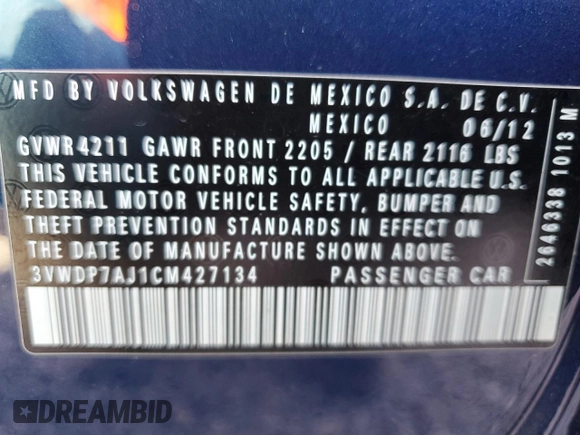 MFD BY VOLKSWAGEN DE MEXICO S.A. DE C.V.
MEXICO 06/12
GVWR 4211 GAWR FRONT 2205 / REAR 2116 LBS
THIS VEHICLE CONFORMS TO ALL APPLICABLE U.S.
FEDERAL MOTOR VEHICLE SAFETY, BUMPER AND
THEFT PREVENTION STANDARDS IN EFFECT ON
THE DATE OF MANUFACTURE SHOWN ABOVE.
3VWDP7AJ1CM427134 PASSENGER CAR
2646338 1013 M
DREAMBID